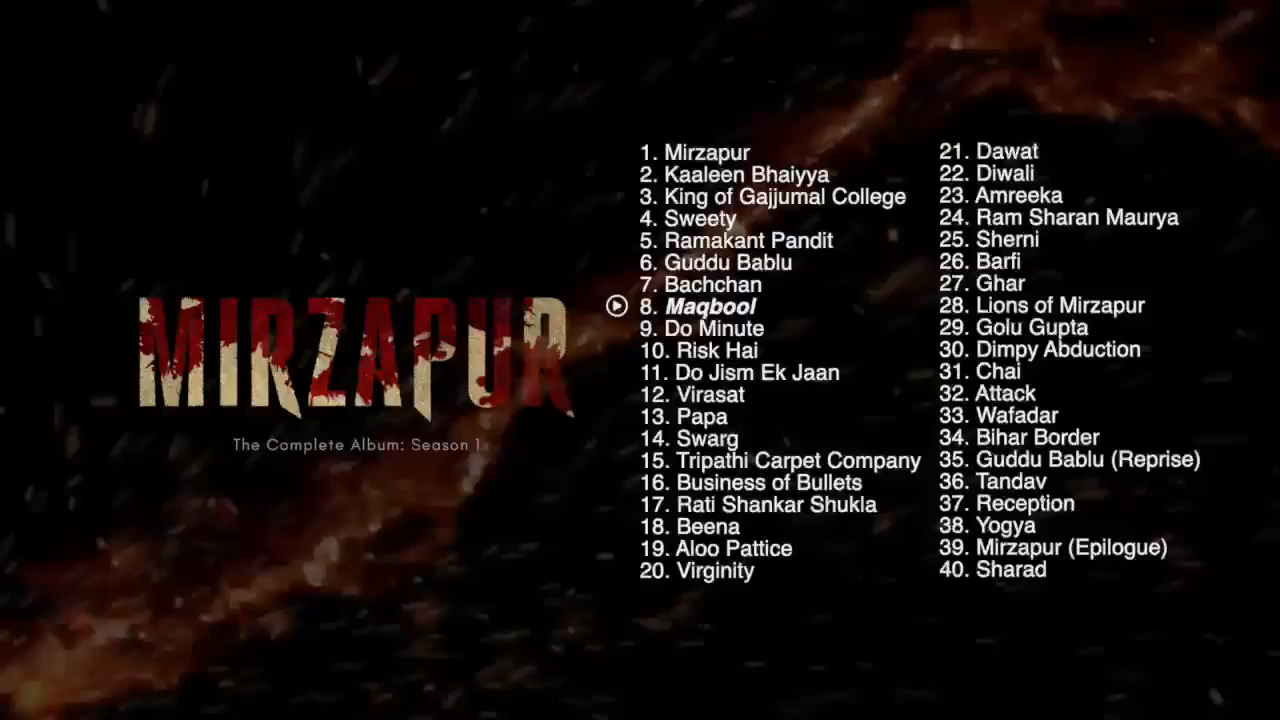 MIRZAPUR
The Complete Album: Season 1
1. Mirzapur
2. Kaaleen Bhaiyya
3. King of Gajjumal College
4. Sweety
5. Ramakant Pandit
6. Guddu Bablu
7. Bachchan
8. Maqbool
9. Do Minute
10. Risk Hai
11. Do Jism Ek Jaan
12. Virasat
13. Papa
14. Swarg
15. Tripathi Carpet Company
16. Business of Bullets
17. Rati Shankar Shukla
18. Beena
19. Aloo Pattice
20. Virginity
21. Dawat
22. Diwali
23. Amreeka
24. Ram Sharan Maurya
25. Sherni
26. Barfi
27. Ghar
28. Lions of Mirzapur
29. Golu Gupta
30. Dimpy Abduction
31. Chai
32. Attack
33. Wafadar
34. Bihar Border
35. Guddu Bablu (Reprise)
36. Tandav
37. Reception
38. Yogya
39. Mirzapur (Epilogue)
40. Sharad